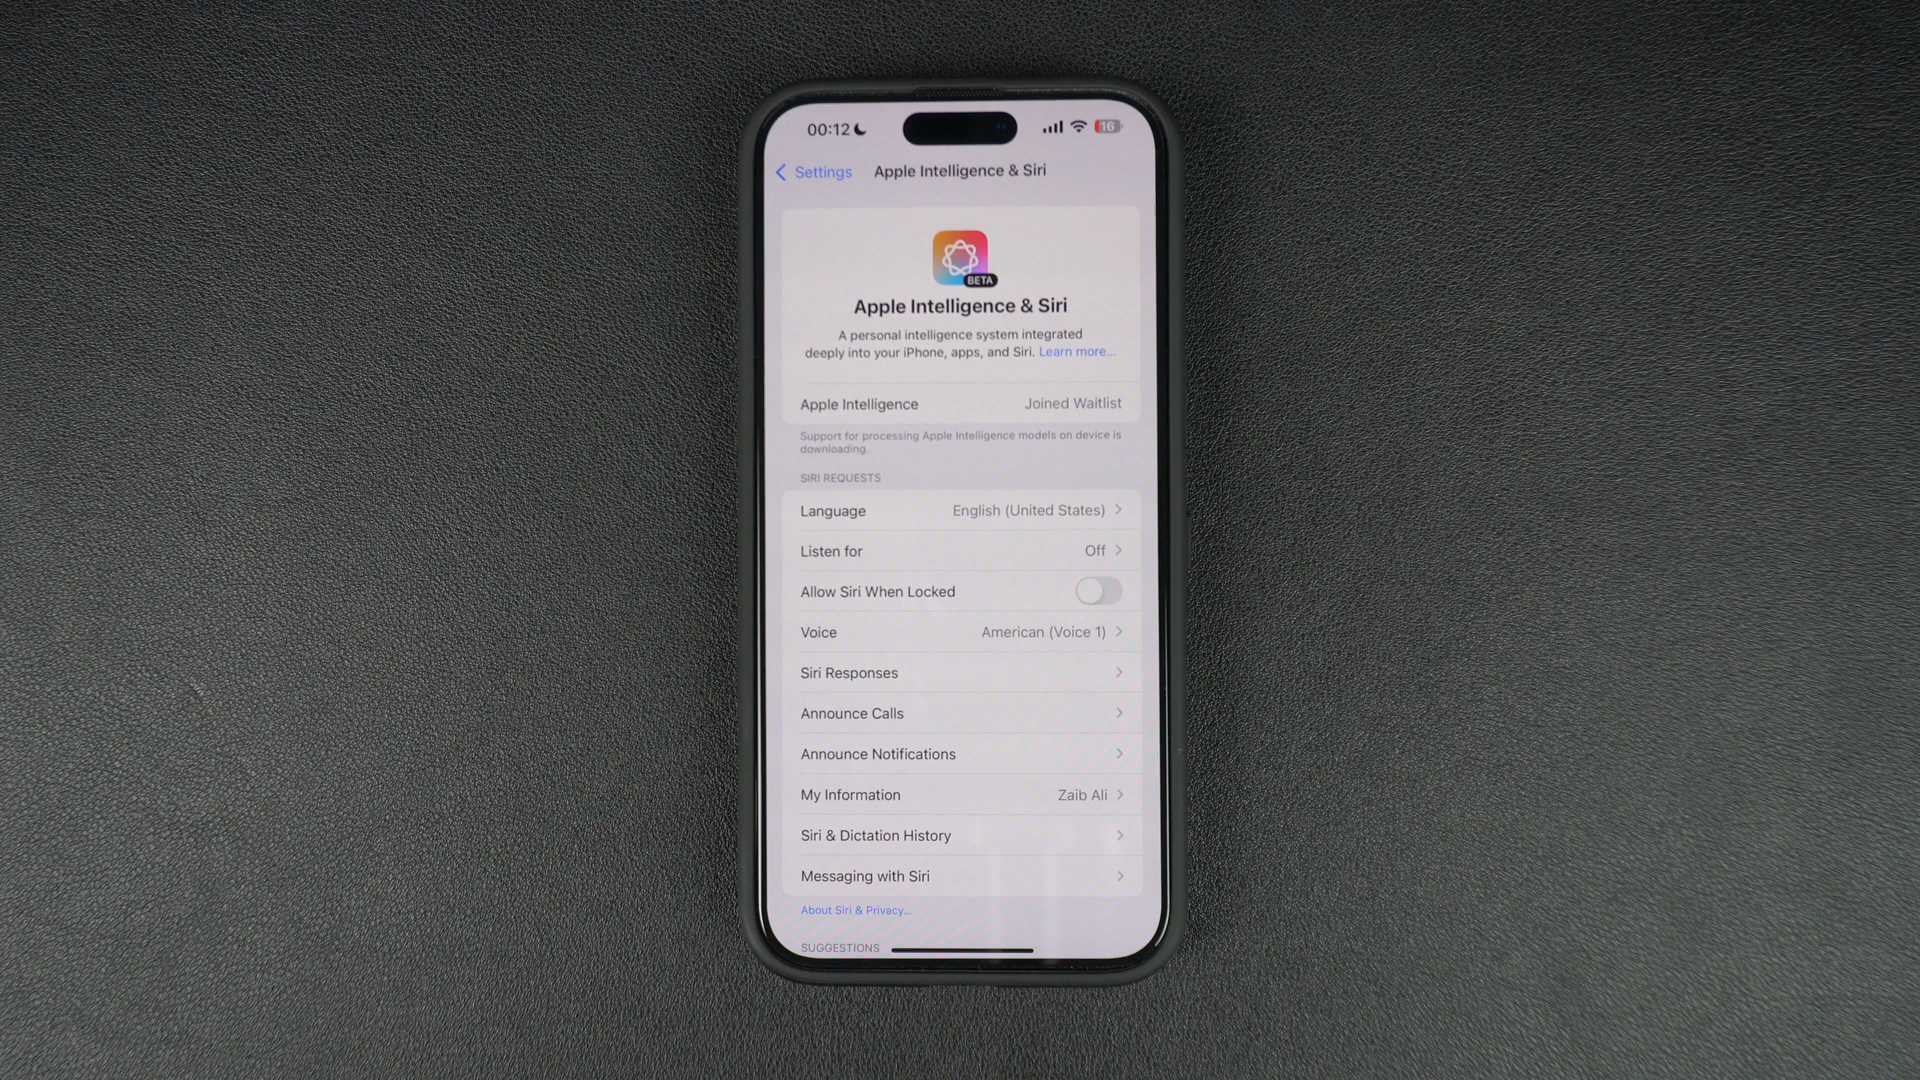 00:12
16
Settings
Apple Intelligence & Siri
BETA
Apple Intelligence & Siri
A personal intelligence system integrated
deeply into your iPhone, apps, and Siri. Learn more...
Apple Intelligence Joined Waitlist
Support for processing Apple Intelligence models on device is
downloading.
SIRI REQUESTS
Language English (United States)
Listen for Off
Allow Siri When Locked
Voice American (Voice 1)
Siri Responses
Announce Calls
Announce Notifications
My Information Zaib Ali
Siri & Dictation History
Messaging with Siri
About Siri & Privacy...
SUGGESTIONS